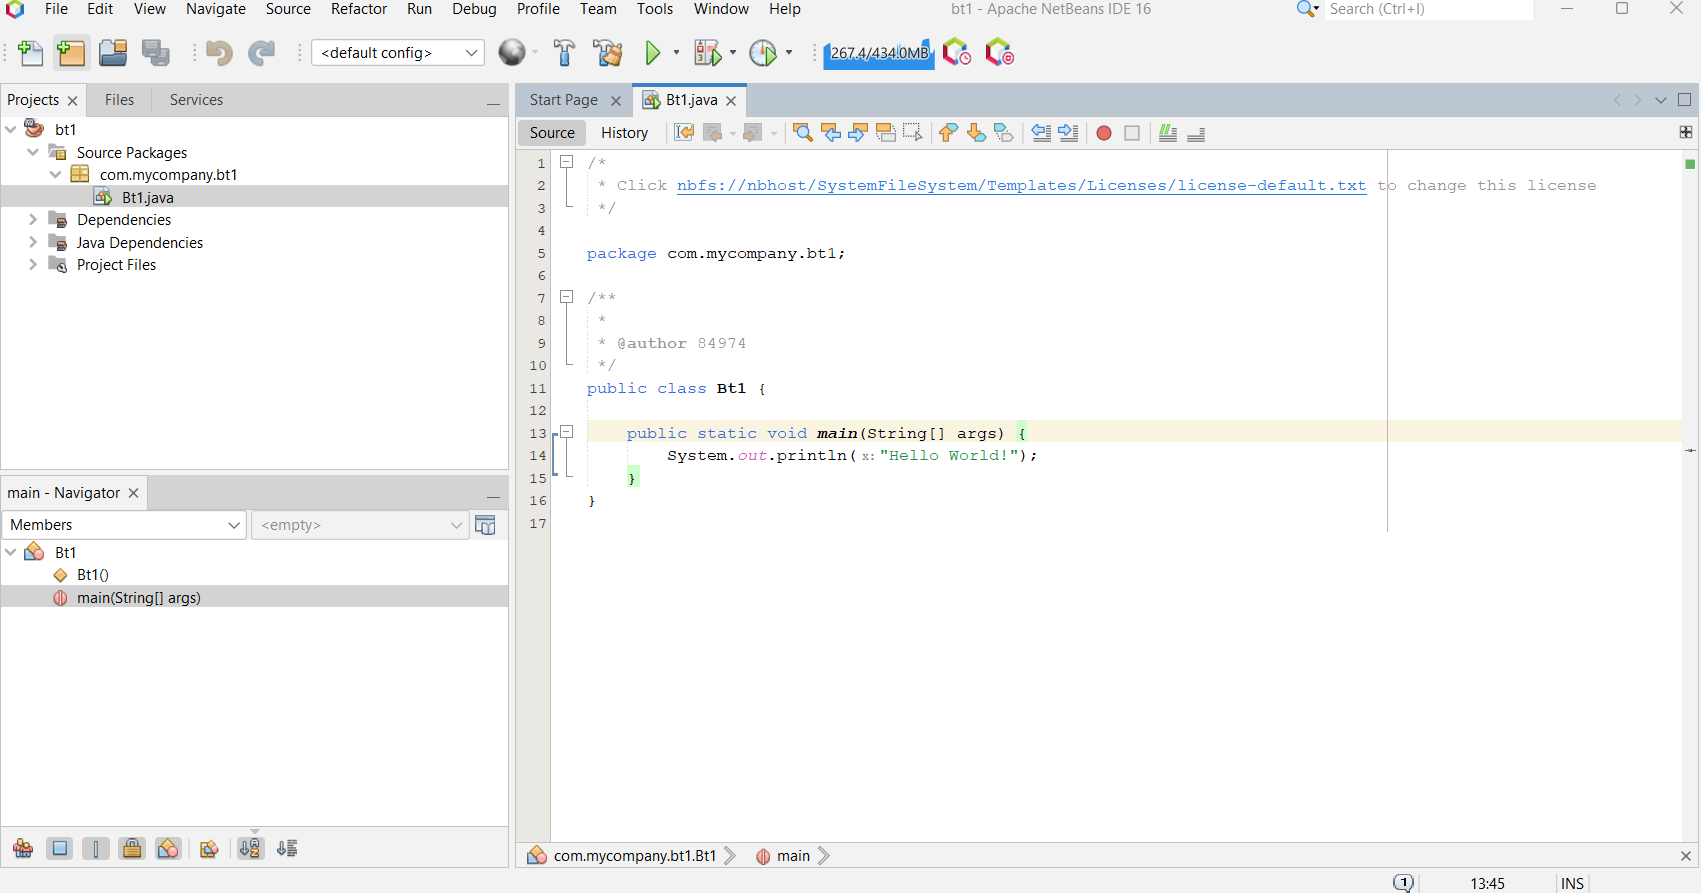 File Edit View Navigate Source Refactor Run Debug Profile Team Tools Window Help
bt1 - Apache NetBeans IDE 16
Search (Ctrl+I)
<default config>
267.4/434.0MB
Projects Files Services
bt1
Source Packages
com.mycompany.bt1
Bt1.java
Dependencies
Java Dependencies
Project Files
main - Navigator
Members
<empty>
Bt1
Bt1()
main(String[] args)
Start Page Bt1.java
Source History
1 /*
2 * Click nbfs://nbhost/SystemFileSystem/Templates/Licenses/license-default.txt to change this license
3 */
4
5 package com.mycompany.bt1;
6
7 /**
8 *
9 * @author 84974
10 */
11 public class Bt1 {
12
13 public static void main(String[] args) {
14 System.out.println(x:"Hello World!");
15 }
16 }
17
com.mycompany.bt1.Bt1 main
1 13:45 INS